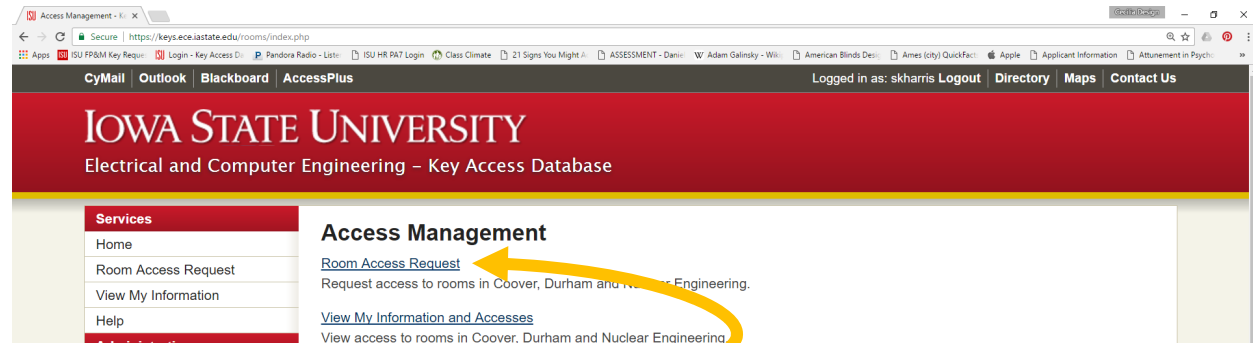 Access Management - Ke
Cecilia Design
Secure | https://keys.ece.iastate.edu/rooms/index.php
Apps ISU FP&M Key Reque Login - Key Access Da Pandora Radio - Liste ISU HR PA7 Login Class Climate 21 Signs You Might A ASSESSMENT - Danie Adam Galinsky - Wiki American Blinds Desig Ames (city) QuickFact Apple Applicant Information Attunement in Psycho »
CyMail | Outlook | Blackboard | AccessPlus Logged in as: skharris Logout | Directory | Maps | Contact Us
IOWA STATE UNIVERSITY
Electrical and Computer Engineering – Key Access Database
Services
Home
Room Access Request
View My Information
Help
Access Management
Room Access Request
Request access to rooms in Coover, Durham and Nuclear Engineering.
View My Information and Accesses
View access to rooms in Coover, Durham and Nuclear Engineering.